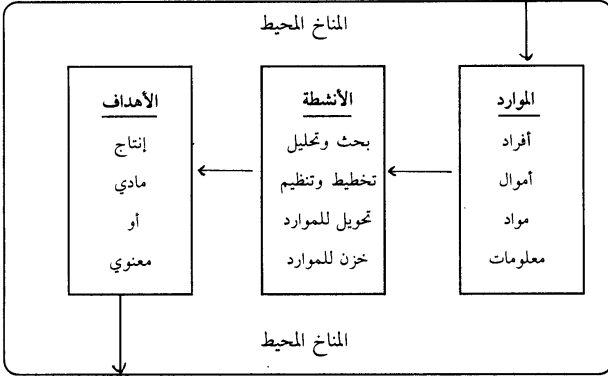 المناخ المحيط
الموارد
أفراد
أموال
مواد
معلومات
الأنشطة
بحث وتحليل
تخطيط وتنظيم
تحويل للموارد
خزن للموارد
الأهداف
إنتاج
مادي
أو
معنوي
المناخ المحيط